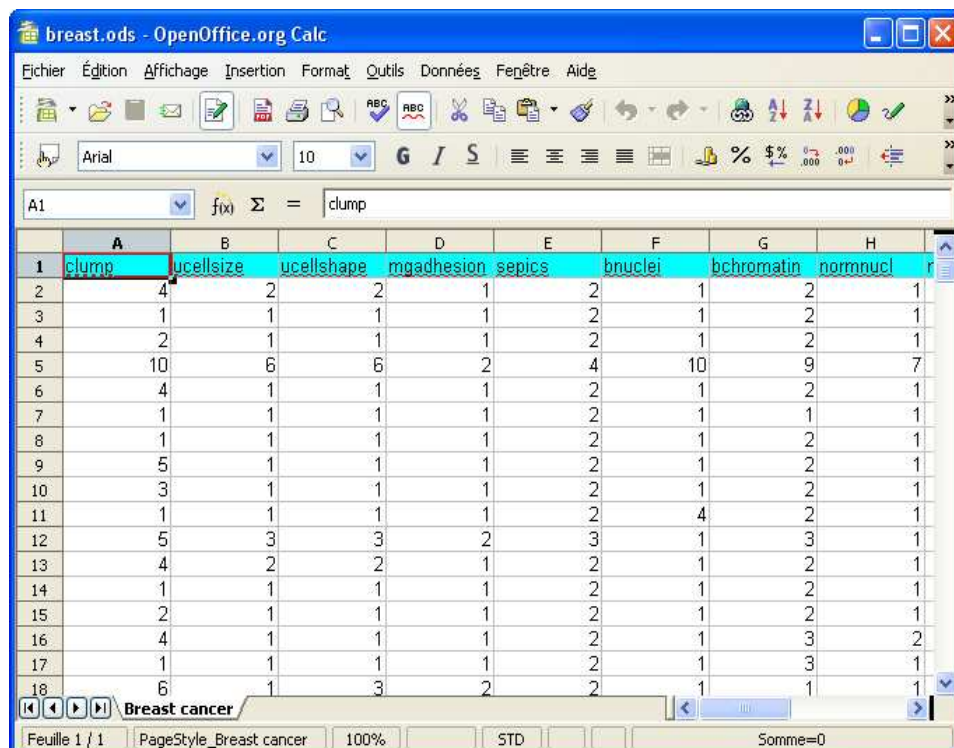 breast.ods - OpenOffice.org Calc
Fichier Édition Affichage Insertion Format Outils Données Fenêtre Aide
Arial 10 G I S
A1 f(x) Σ = clump
A B C D E F G H
1 clump ucellsize ucellshape mgadhesion sepics bnuclei bchromatin normnucl
2 4 2 2 1 2 1 2 1
3 1 1 1 1 2 1 2 1
4 2 1 1 1 2 1 2 1
5 10 6 6 2 4 10 9 7
6 4 1 1 1 2 1 2 1
7 1 1 1 1 2 1 1 1
8 1 1 1 1 2 1 2 1
9 5 1 1 1 2 1 2 1
10 3 1 1 1 2 1 2 1
11 1 1 1 1 2 4 2 1
12 5 3 3 2 3 1 3 1
13 4 2 2 1 2 1 2 1
14 1 1 1 1 2 1 2 1
15 2 1 1 1 2 1 2 1
16 4 1 1 1 2 1 3 2
17 1 1 1 1 2 1 3 1
18 6 1 3 2 2 1 1 1
Breast cancer
Feuille 1 / 1 PageStyle_Breast cancer 100% STD Somme=0